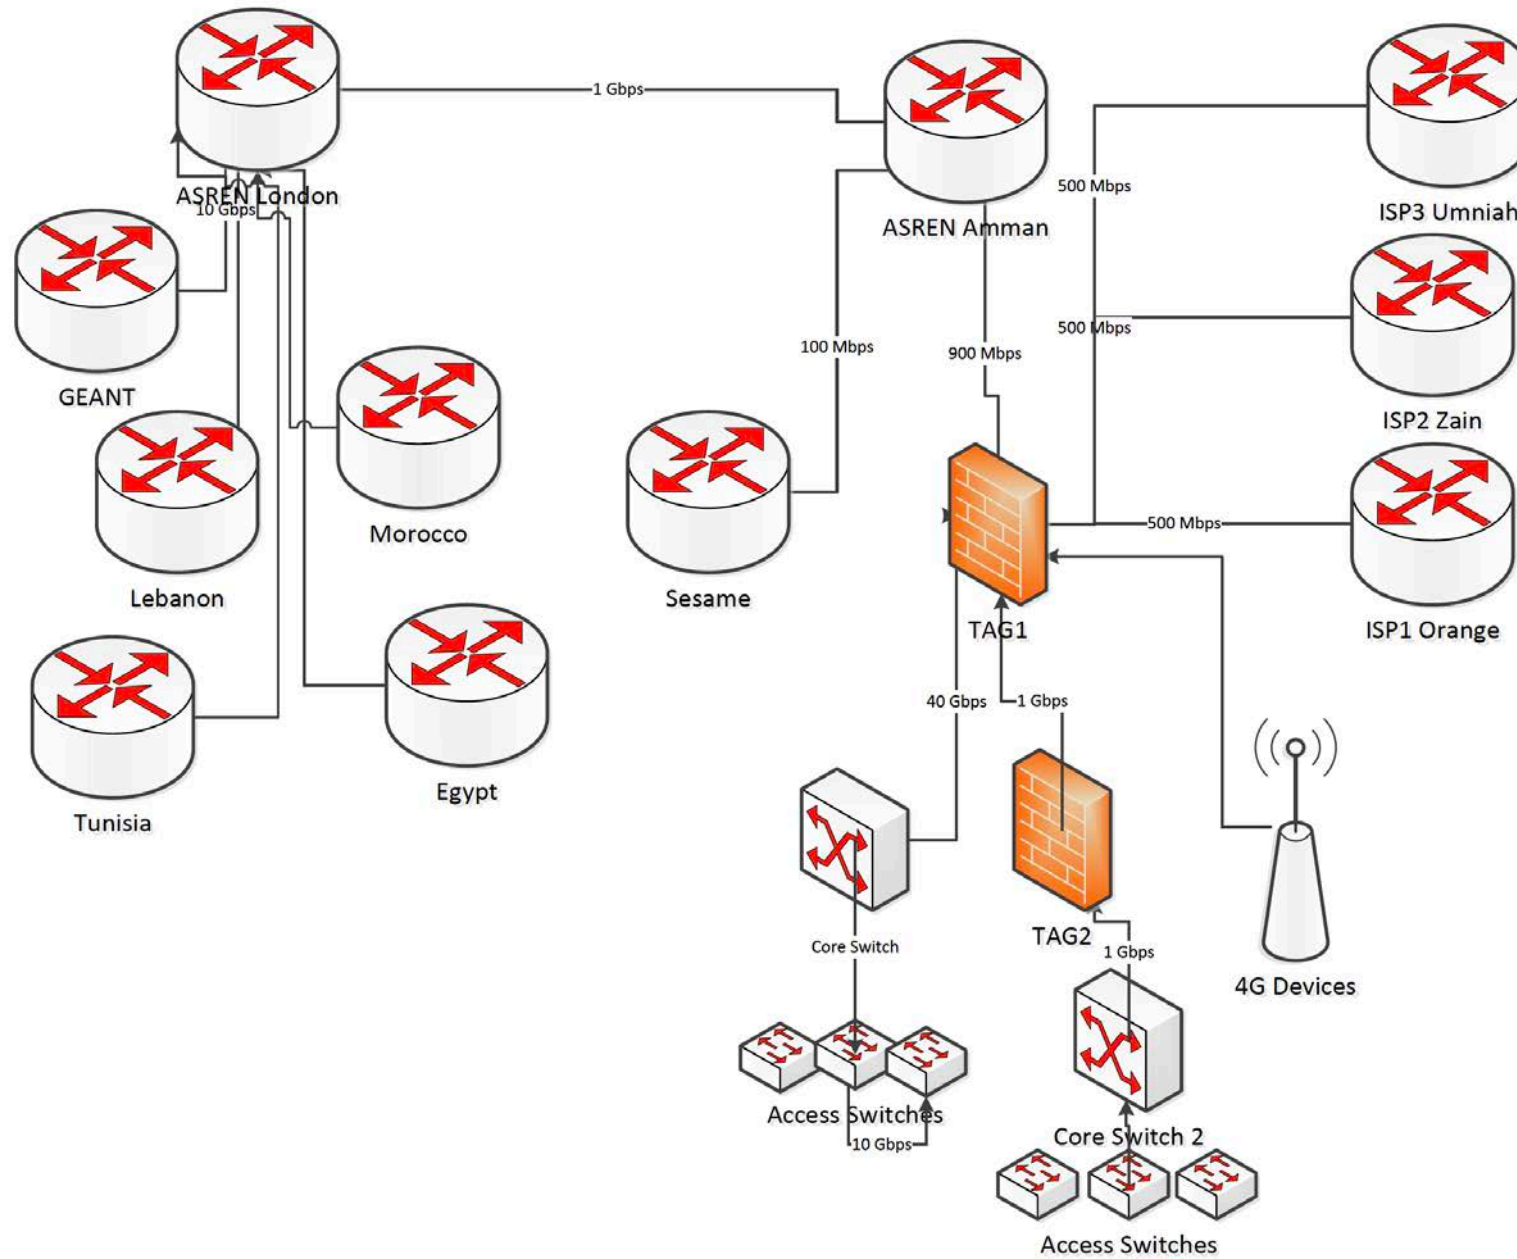 1 Gbps
ASREN London
10 Gbps
500 Mbps
ISP3 Umniah
ASREN Amman
500 Mbps
100 Mbps
900 Mbps
GEANT
ISP2 Zain
Morocco
500 Mbps
Lebanon
Sesame
TAG1
ISP1 Orange
40 Gbps
1 Gbps
Egypt
Tunisia
TAG2
Core Switch
1 Gbps
4G Devices
Access Switches
10 Gbps
Core Switch 2
Access Switches